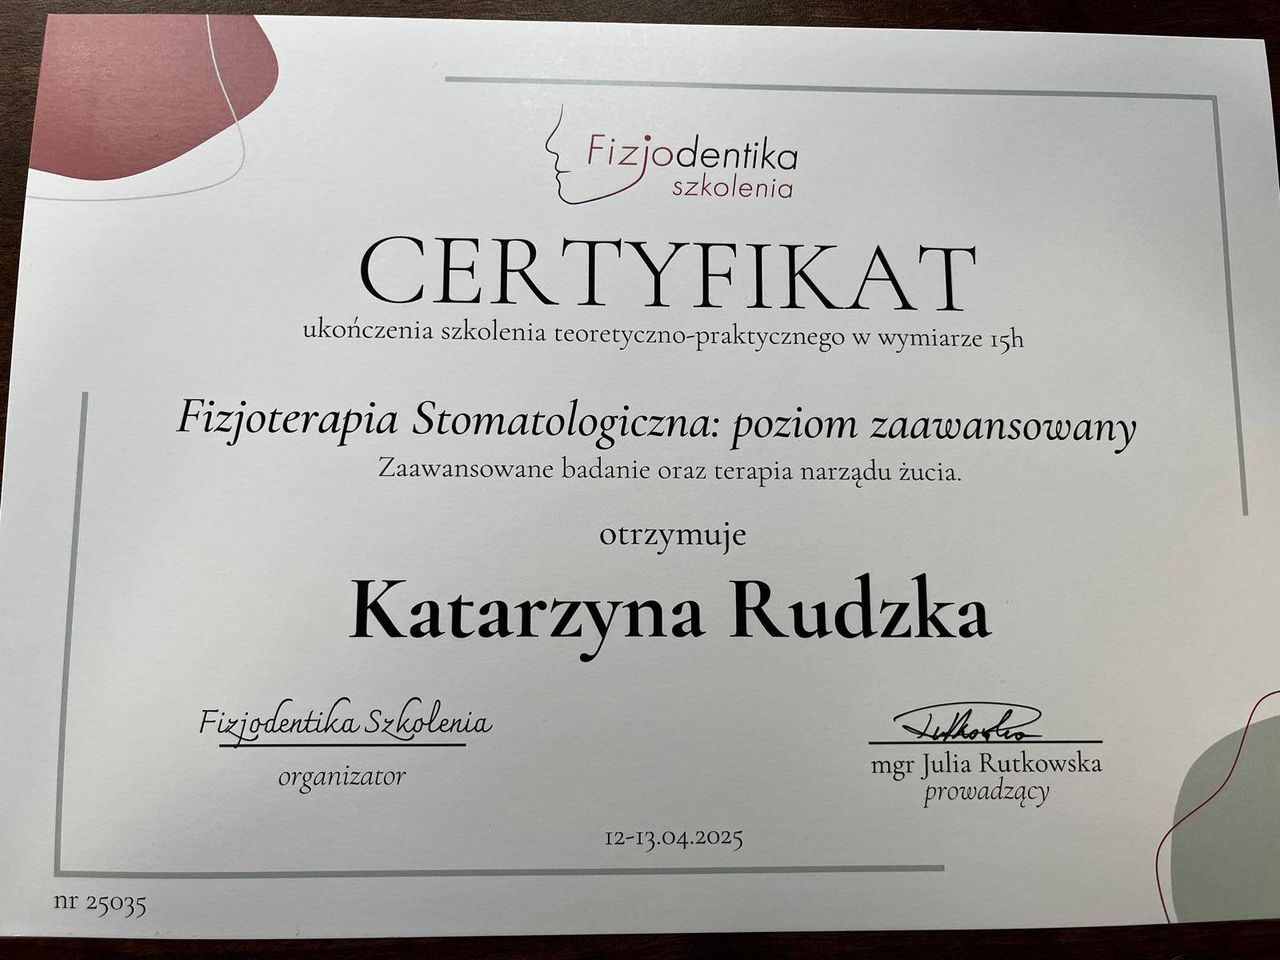 Fizjodentika
szkolenia
CERTYFIKAT
ukończenia szkolenia teoretyczno-praktycznego w wymiarze 15h
Fizjoterapia Stomatologiczna: poziom zaawansowany
Zaawansowane badanie oraz terapia narządu żucia.
otrzymuje
Katarzyna Rudzka
Fizjodentika Szkolenia
organizator
Rutkowska
mgr Julia Rutkowska
prowadzący
12-13.04.2025
nr 25035